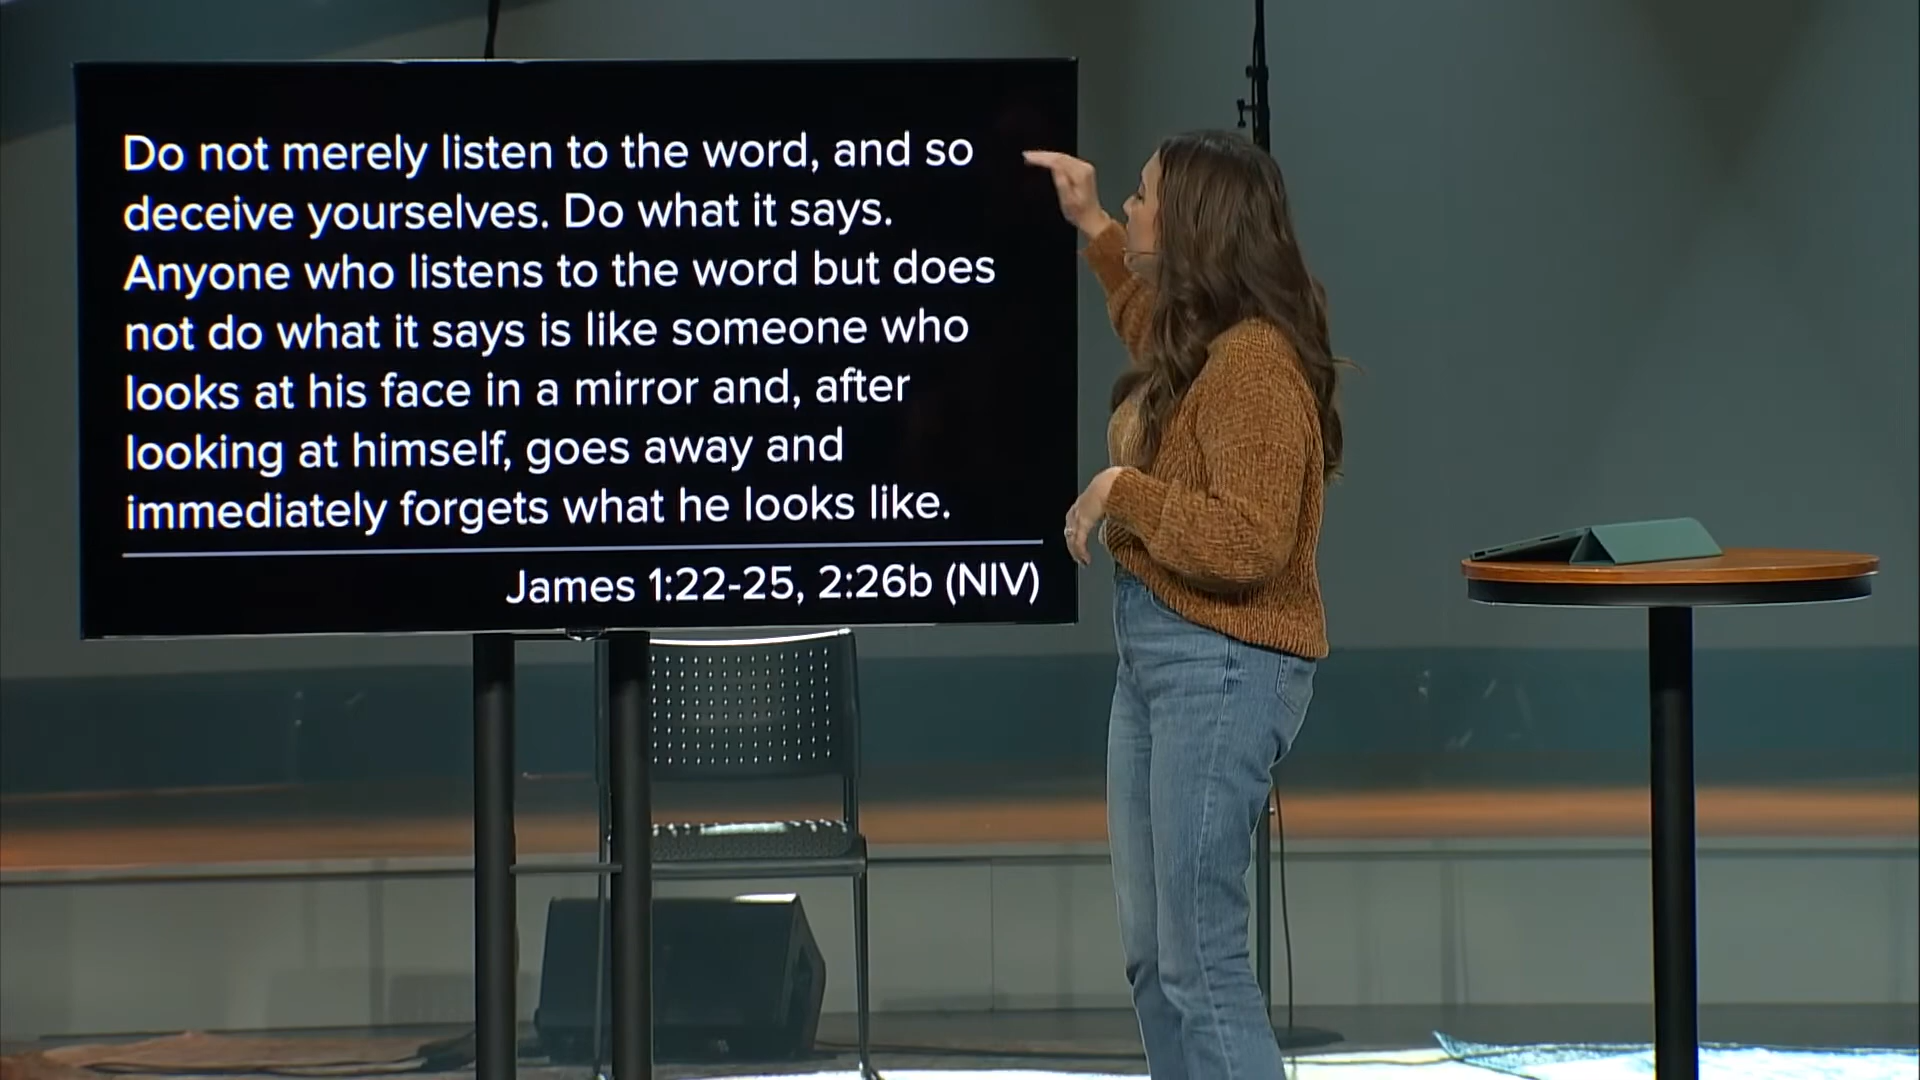 Do not merely listen to the word, and so
deceive yourselves. Do what it says.
Anyone who listens to the word but does
not do what it says is like someone who
looks at his face in a mirror and, after
looking at himself, goes away and
immediately forgets what he looks like.
James 1:22-25, 2:26b (NIV)